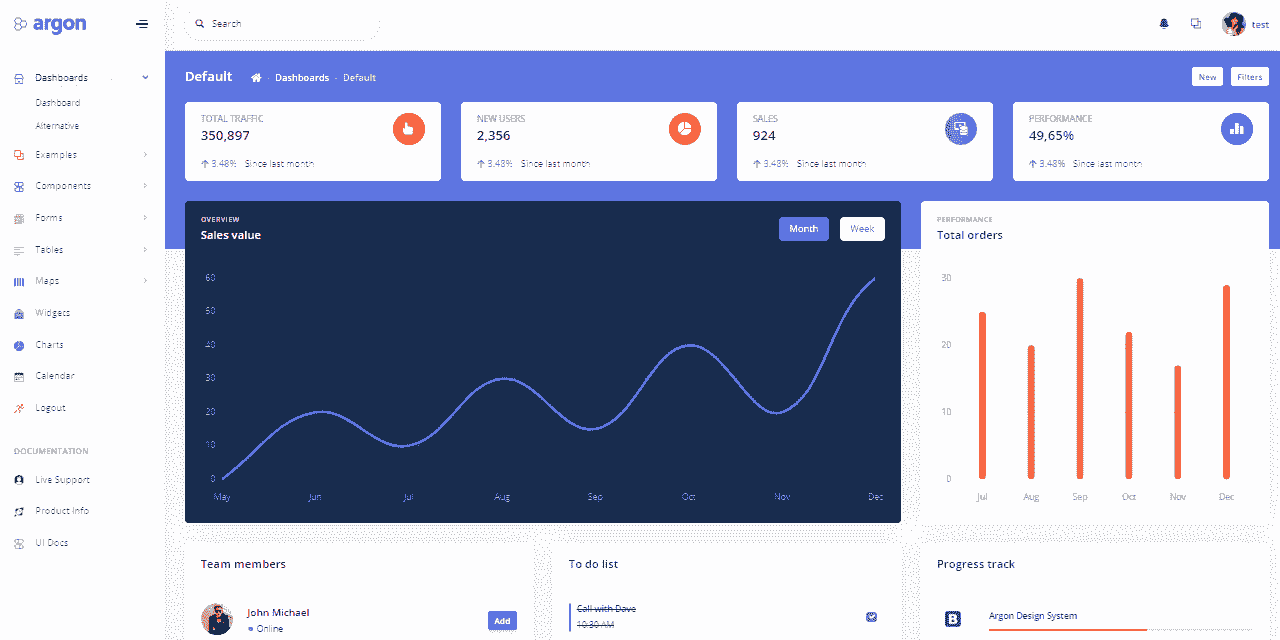 argon
Search
test
Dashboards
Dashboard
Alternative
Examples
Components
Forms
Tables
Maps
Widgets
Charts
Calendar
Logout
DOCUMENTATION
Live Support
Product Info
UI Docs
Default
- Dashboards - Default
New
Filters
TOTAL TRAFFIC
350,897
3.48% Since last month
NEW USERS
2,356
3.48% Since last month
SALES
924
3.48% Since last month
PERFORMANCE
49,65%
3.48% Since last month
OVERVIEW
Sales value
Month
Week
60
50
40
30
20
10
0
May Jun Jul Aug Sep Oct Nov Dec
PERFORMANCE
Total orders
30
20
10
0
Jul Aug Sep Oct Nov Dec
Team members
John Michael
Online
Add
To do list
Call with Dave
10:30 AM
Progress track
B
Argon Design System